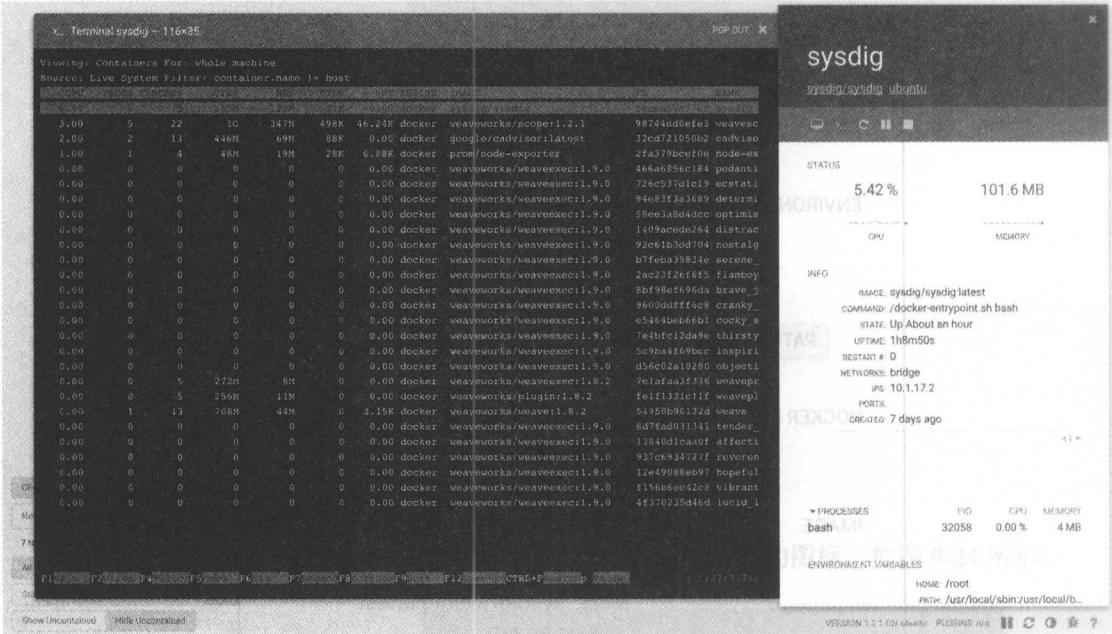 Terminal sysdig — 116×35
POP OUT
Viewing: Containers For: whole machine
Source: Live System Filter: container.name != host
3.00 5 22 1G 347M 498K 46.24K docker weaveworks/scope:1.2.1 98744dd0efe3 weavesc
2.00 2 13 446M 69M 88K 0.00 docker google/cadvisor:latest 32cd721050b2 cadviso
1.00 1 4 48M 19M 28K 6.88K docker prom/node-exporter 2fa379bcef0e node-ex
0.00 0 0 0 0 0 0.00 docker weaveworks/weaveexec:1.9.0 466a6856c184 pedanti
0.00 0 0 0 0 0 0.00 docker weaveworks/weaveexec:1.9.0 726c537d1c19 ecstati
0.00 0 0 0 0 0 0.00 docker weaveworks/weaveexec:1.9.0 94e83f3a3689 determi
0.00 0 0 0 0 0 0.00 docker weaveworks/weaveexec:1.9.0 58ee3a8d4dcc optimis
0.00 0 0 0 0 0 0.00 docker weaveworks/weaveexec:1.9.0 1409acedo264 distrac
0.00 0 0 0 0 0 0.00 docker weaveworks/weaveexec:1.9.0 92c61b3dd704 nostalg
0.00 0 0 0 0 0 0.00 docker weaveworks/weaveexec:1.9.0 b7feba39834e serene_
0.00 0 0 0 0 0 0.00 docker weaveworks/weaveexec:1.9.0 2ac23f26f6f5 flamboy
0.00 0 0 0 0 0 0.00 docker weaveworks/weaveexec:1.9.0 8bf98ef696da brave_j
0.00 0 0 0 0 0 0.00 docker weaveworks/weaveexec:1.9.0 9600ddfff6c8 cranky_
0.00 0 0 0 0 0 0.00 docker weaveworks/weaveexec:1.9.0 e5464beb66b1 cocky_s
0.00 0 0 0 0 0 0.00 docker weaveworks/weaveexec:1.9.0 7e4bfc12da9e thirsty
0.00 0 0 0 0 0 0.00 docker weaveworks/weaveexec:1.9.0 5c9ba4f69bcc inspiri
0.00 0 0 0 0 0 0.00 docker weaveworks/weaveexec:1.9.0 d56c02a18280 objecti
0.00 0 5 272M 8M 0 0.00 docker weaveworks/weaveexec:1.8.2 7e1afaa3f336 weavepr
0.00 0 5 256M 11M 0 0.00 docker weaveworks/plugin:1.8.2 fe1f1331c11f weavepl
0.00 1 13 708M 44M 0 3.15K docker weaveworks/weave:1.8.2 54950b90132d weave
0.00 0 0 0 0 0 0.00 docker weaveworks/weaveexec:1.9.0 8d7fad031341 tender_
0.00 0 0 0 0 0 0.00 docker weaveworks/weaveexec:1.9.0 13840d1caa0f affecti
0.00 0 0 0 0 0 0.00 docker weaveworks/weaveexec:1.9.0 937c6934727f reveren
0.00 0 0 0 0 0 0.00 docker weaveworks/weaveexec:1.9.0 12e49088eb97 hopeful
0.00 0 0 0 0 0 0.00 docker weaveworks/weaveexec:1.9.0 f156b6ec42c8 vibrant
0.00 0 0 0 0 0 0.00 docker weaveworks/weaveexec:1.9.0 4f370235d46d lucid_l
F1 F2 F4 F5 F6 F7 F8 F9 F12 CTRL+F p
Show Uncontained Hide Uncontained
sysdig
sysdig/sysdig ubuntu
STATUS
5.42 % 101.6 MB
CPU MEMORY
INFO
IMAGE: sysdig/sysdig:latest
COMMAND: /docker-entrypoint.sh bash
STATE: Up About an hour
UPTIME: 1h8m50s
RESTART #: 0
NETWORKS: bridge
IPS: 10.1.17.2
PORTS:
CREATED: 7 days ago
PROCESSES PID CPU MEMORY
bash 32058 0.00 % 4 MB
ENVIRONMENT VARIABLES
HOME: /root
PATH: /usr/local/sbin:/usr/local/b...
VERSION 1.2.1 ON ubuntu PLUGINS: n/a